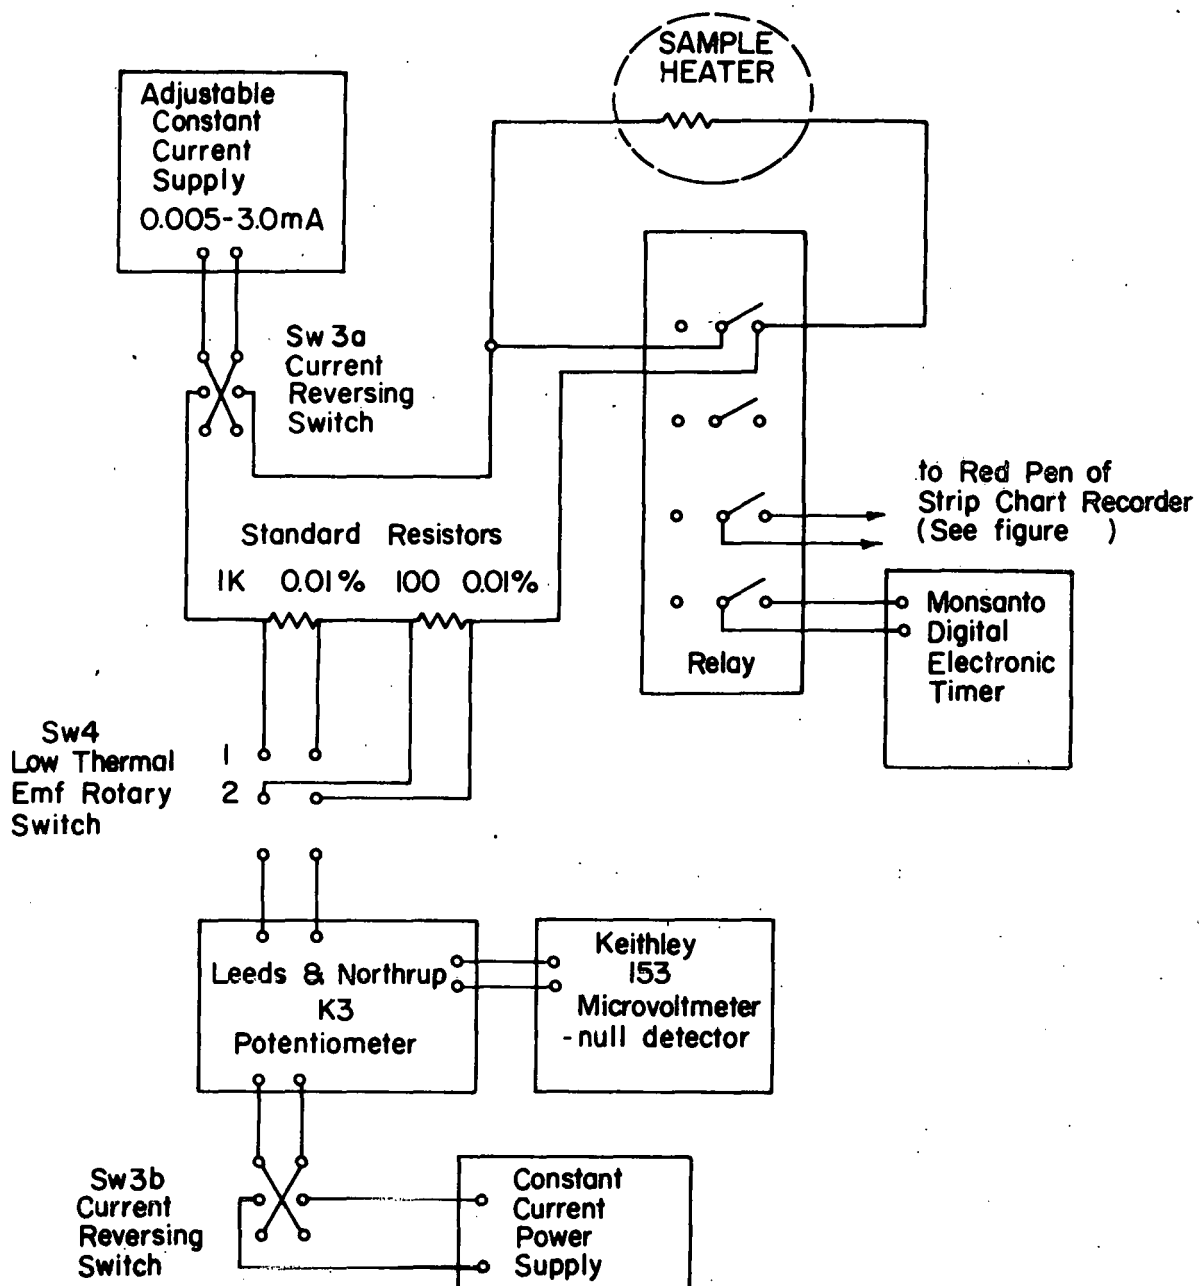 SAMPLE
HEATER
Adjustable
Constant
Current
Supply
0.005-3.0mA
Sw 3a
Current
Reversing
Switch
to Red Pen of
Strip Chart Recorder
(See figure )
Standard Resistors
1K 0.01% 100 0.01%
Monsanto
Digital
Electronic
Timer
Relay
Sw4
Low Thermal
Emf Rotary
Switch
1
2
Leeds & Northrup
K3
Potentiometer
Keithley
153
Microvoltmeter
-null detector
Sw3b
Current
Reversing
Switch
Constant
Current
Power
Supply